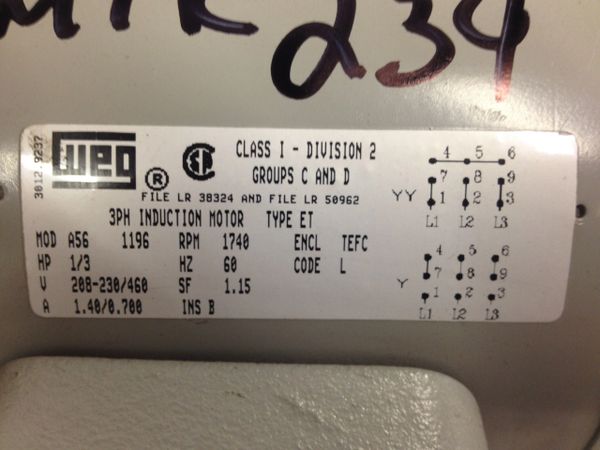 MTR 234
3012.9237
WEG ® CLASS I - DIVISION 2
GROUPS C AND D
FILE LR 38324 AND FILE LR 50962
3PH INDUCTION MOTOR TYPE ET
MOD A56 1196 RPM 1740 ENCL TEFC
HP 1/3 HZ 60 CODE L
V 208-230/460 SF 1.15
A 1.40/0.700 INS B
4 5 6
7 8 9
YY 1 2 3
L1 L2 L3
4 5 6
Y 7 8 9
1 2 3
L1 L2 L3